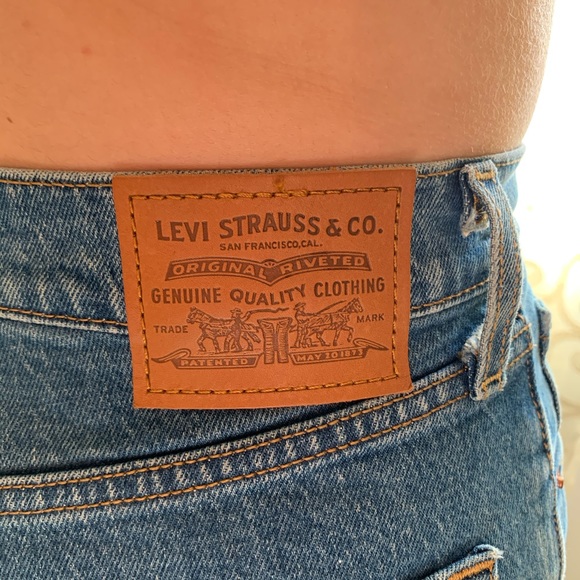 LEVI STRAUSS & CO.
SAN FRANCISCO, CAL.
ORIGINAL RIVETED
GENUINE QUALITY CLOTHING
TRADE MARK
PATENTED MAY 20 1873